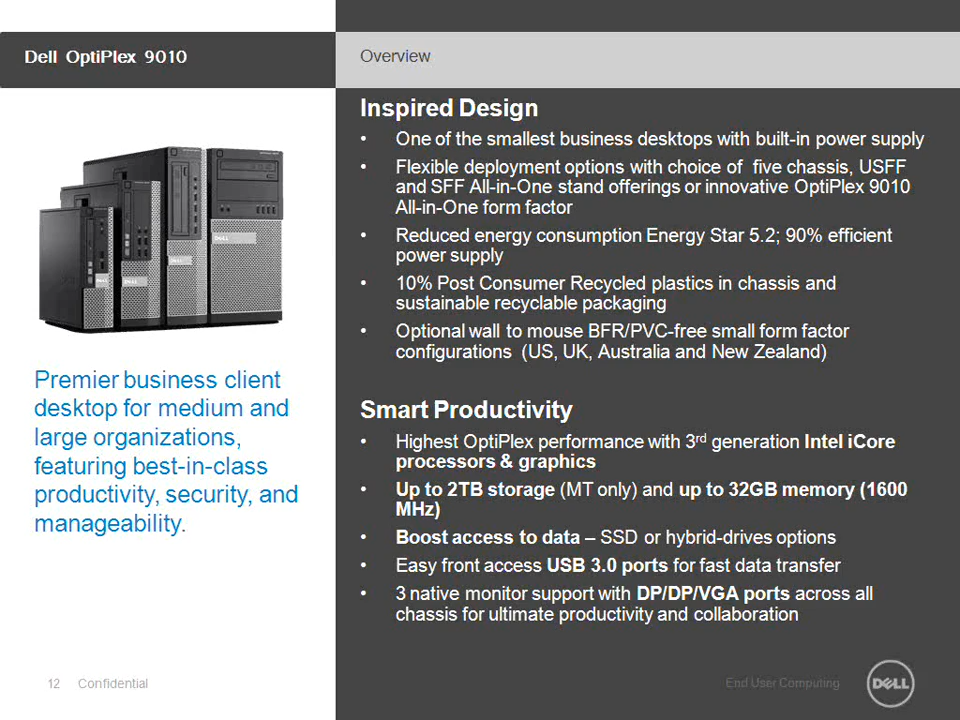 Dell OptiPlex 9010
Overview
Inspired Design
• One of the smallest business desktops with built-in power supply
• Flexible deployment options with choice of five chassis, USFF
and SFF All-in-One stand offerings or innovative OptiPlex 9010
All-in-One form factor
• Reduced energy consumption Energy Star 5.2; 90% efficient
power supply
• 10% Post Consumer Recycled plastics in chassis and
sustainable recyclable packaging
• Optional wall to mouse BFR/PVC-free small form factor
configurations (US, UK, Australia and New Zealand)
Premier business client
desktop for medium and
large organizations,
featuring best-in-class
productivity, security, and
manageability.
Smart Productivity
• Highest OptiPlex performance with 3rd generation Intel iCore
processors & graphics
• Up to 2TB storage (MT only) and up to 32GB memory (1600
MHz)
• Boost access to data – SSD or hybrid-drives options
• Easy front access USB 3.0 ports for fast data transfer
• 3 native monitor support with DP/DP/VGA ports across all
chassis for ultimate productivity and collaboration
12 Confidential
End User Computing
DELL